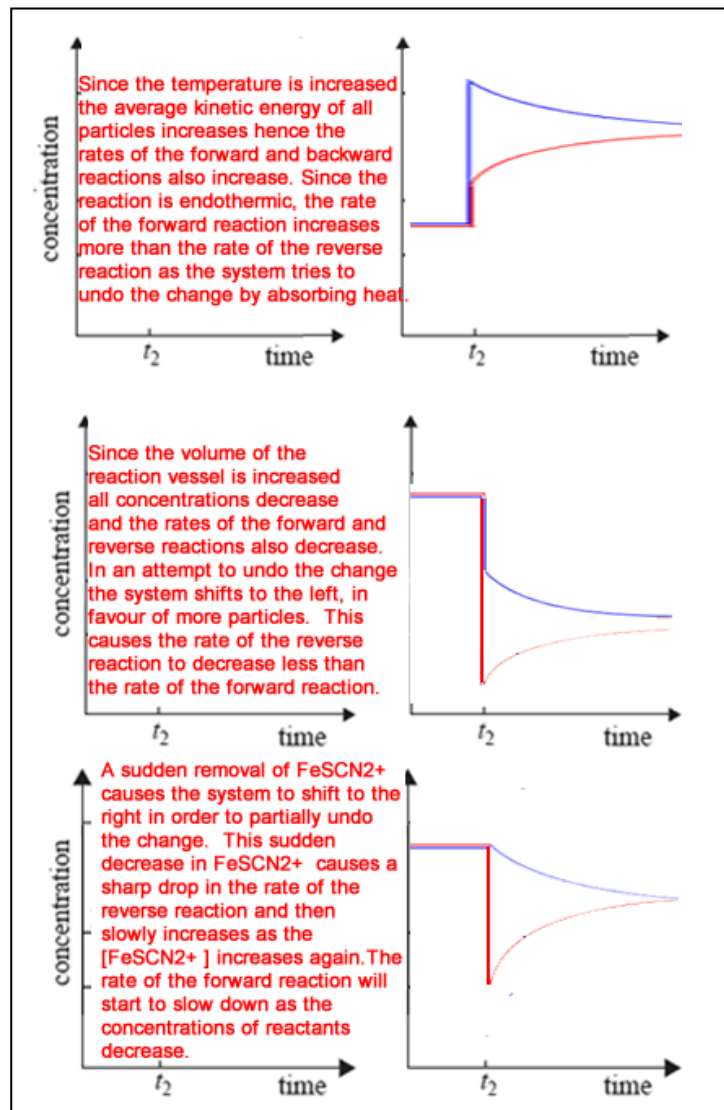 concentration
Since the temperature is increased
the average kinetic energy of all
particles increases hence the
rates of the forward and backward
reactions also increase. Since the
reaction is endothermic, the rate
of the forward reaction increases
more than the rate of the reverse
reaction as the system tries to
undo the change by absorbing heat.
t2
time
t2
time
concentration
Since the volume of the
reaction vessel is increased
all concentrations decrease
and the rates of the forward and
reverse reactions also decrease.
In an attempt to undo the change
the system shifts to the left, in
favour of more particles. This
causes the rate of the reverse
reaction to decrease less than
the rate of the forward reaction.
t2
time
t2
time
concentration
A sudden removal of FeSCN2+
causes the system to shift to the
right in order to partially undo
the change. This sudden
decrease in FeSCN2+ causes a
sharp drop in the rate of the
reverse reaction and then
slowly increases as the
[FeSCN2+ ] increases again.The
rate of the forward reaction will
start to slow down as the
concentrations of reactants
decrease.
t2
time
t2
time